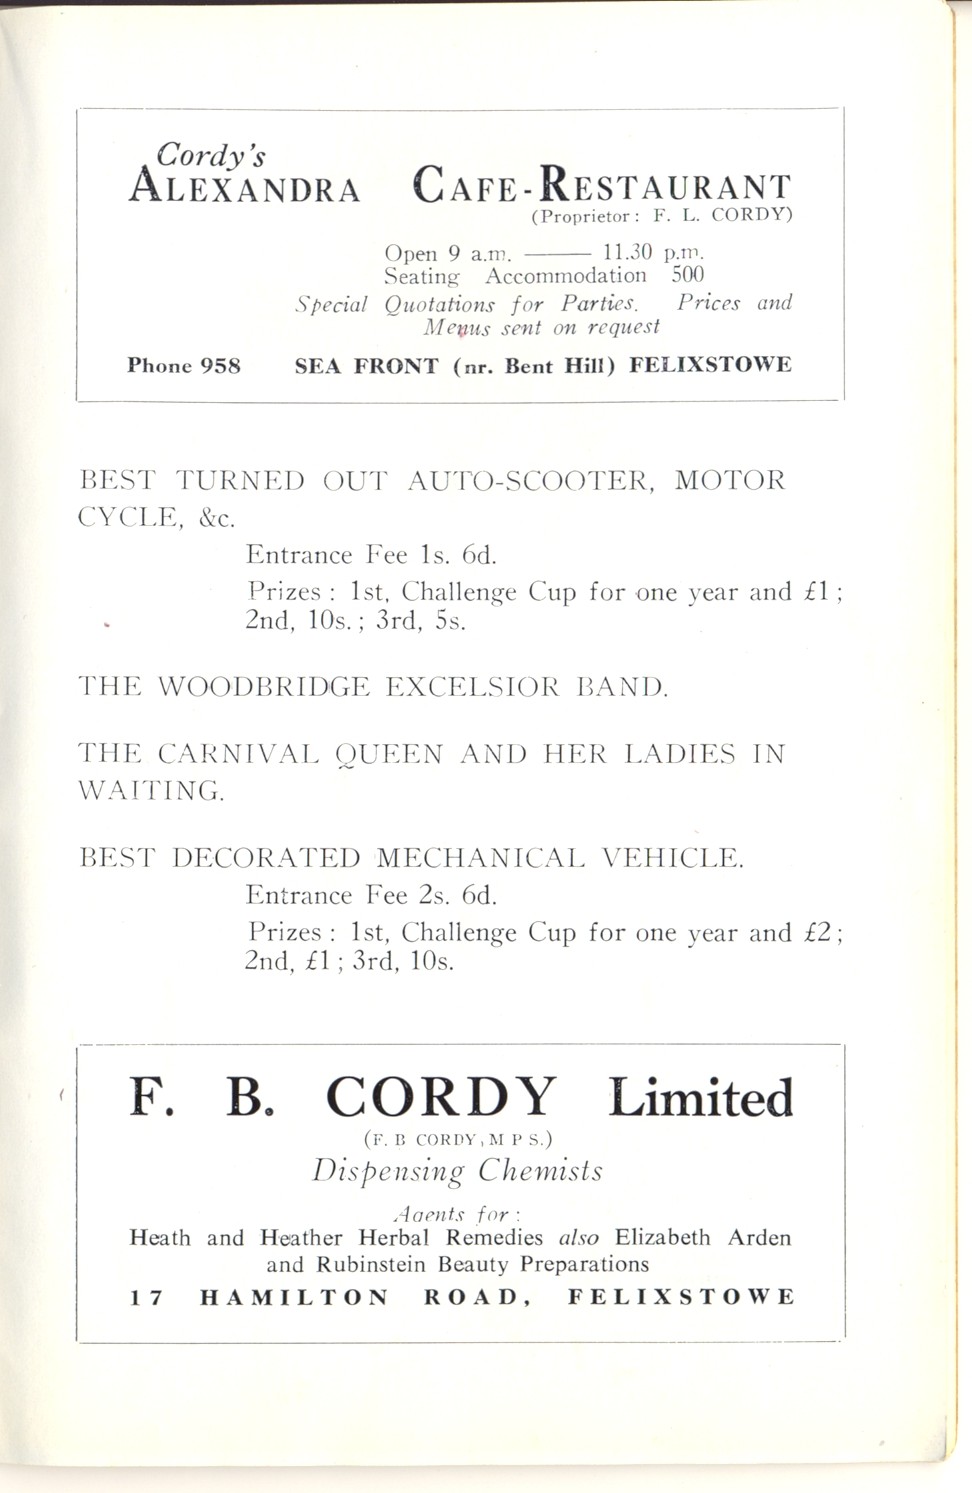 Cordy's
ALEXANDRA CAFE-RESTAURANT
(Proprietor: F. L. CORDY)
Open 9 a.m. —— 11.30 p.m.
Seating Accommodation 500
Special Quotations for Parties. Prices and
Menus sent on request
Phone 958 SEA FRONT (nr. Bent Hill) FELIXSTOWE
BEST TURNED OUT AUTO-SCOOTER, MOTOR
CYCLE, &c.
Entrance Fee 1s. 6d.
Prizes : 1st, Challenge Cup for one year and £1 ;
2nd, 10s. ; 3rd, 5s.
THE WOODBRIDGE EXCELSIOR BAND.
THE CARNIVAL QUEEN AND HER LADIES IN
WAITING.
BEST DECORATED MECHANICAL VEHICLE.
Entrance Fee 2s. 6d.
Prizes : 1st, Challenge Cup for one year and £2 ;
2nd, £1 ; 3rd, 10s.
F. B. CORDY Limited
(F. B CORDY, M P S.)
Dispensing Chemists
Agents for :
Heath and Heather Herbal Remedies also Elizabeth Arden
and Rubinstein Beauty Preparations
17 HAMILTON ROAD, FELIXSTOWE